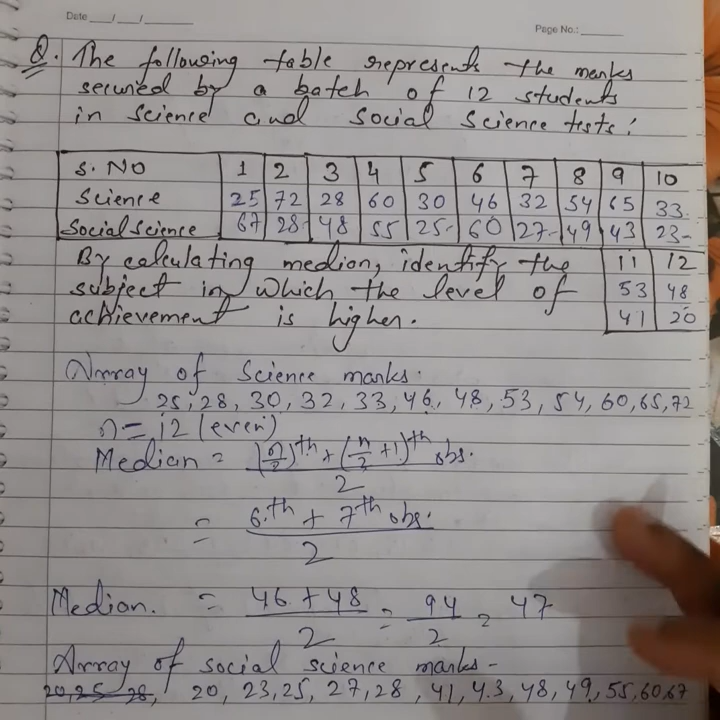 Date ___/___/___
Page No.: ______
Q. The following table represents the marks
secured by a batch of 12 students
in science and social science tests:
S. NO 1 2 3 4 5 6 7 8 9 10
Science 25 72 28 60 30 46 32 54 65 33
Social science 67 28 48 55 25 60 27 49 43 23
By calculating median, identify the 11 12
subject in which the level of 53 48
achievement is higher. 41 20
Array of Science marks.
25, 28, 30, 32, 33, 46, 48, 53, 54, 60, 65, 72
n = 12 (even)
Median = (n/2)th + (n/2 + 1)th obs.
2
= 6th + 7th obs.
2
Median. = 46 + 48 = 94 = 47
2 2
Array of social science marks -
20, 25 28, 20, 23, 25, 27, 28, 41, 43, 48, 49, 55, 60, 67